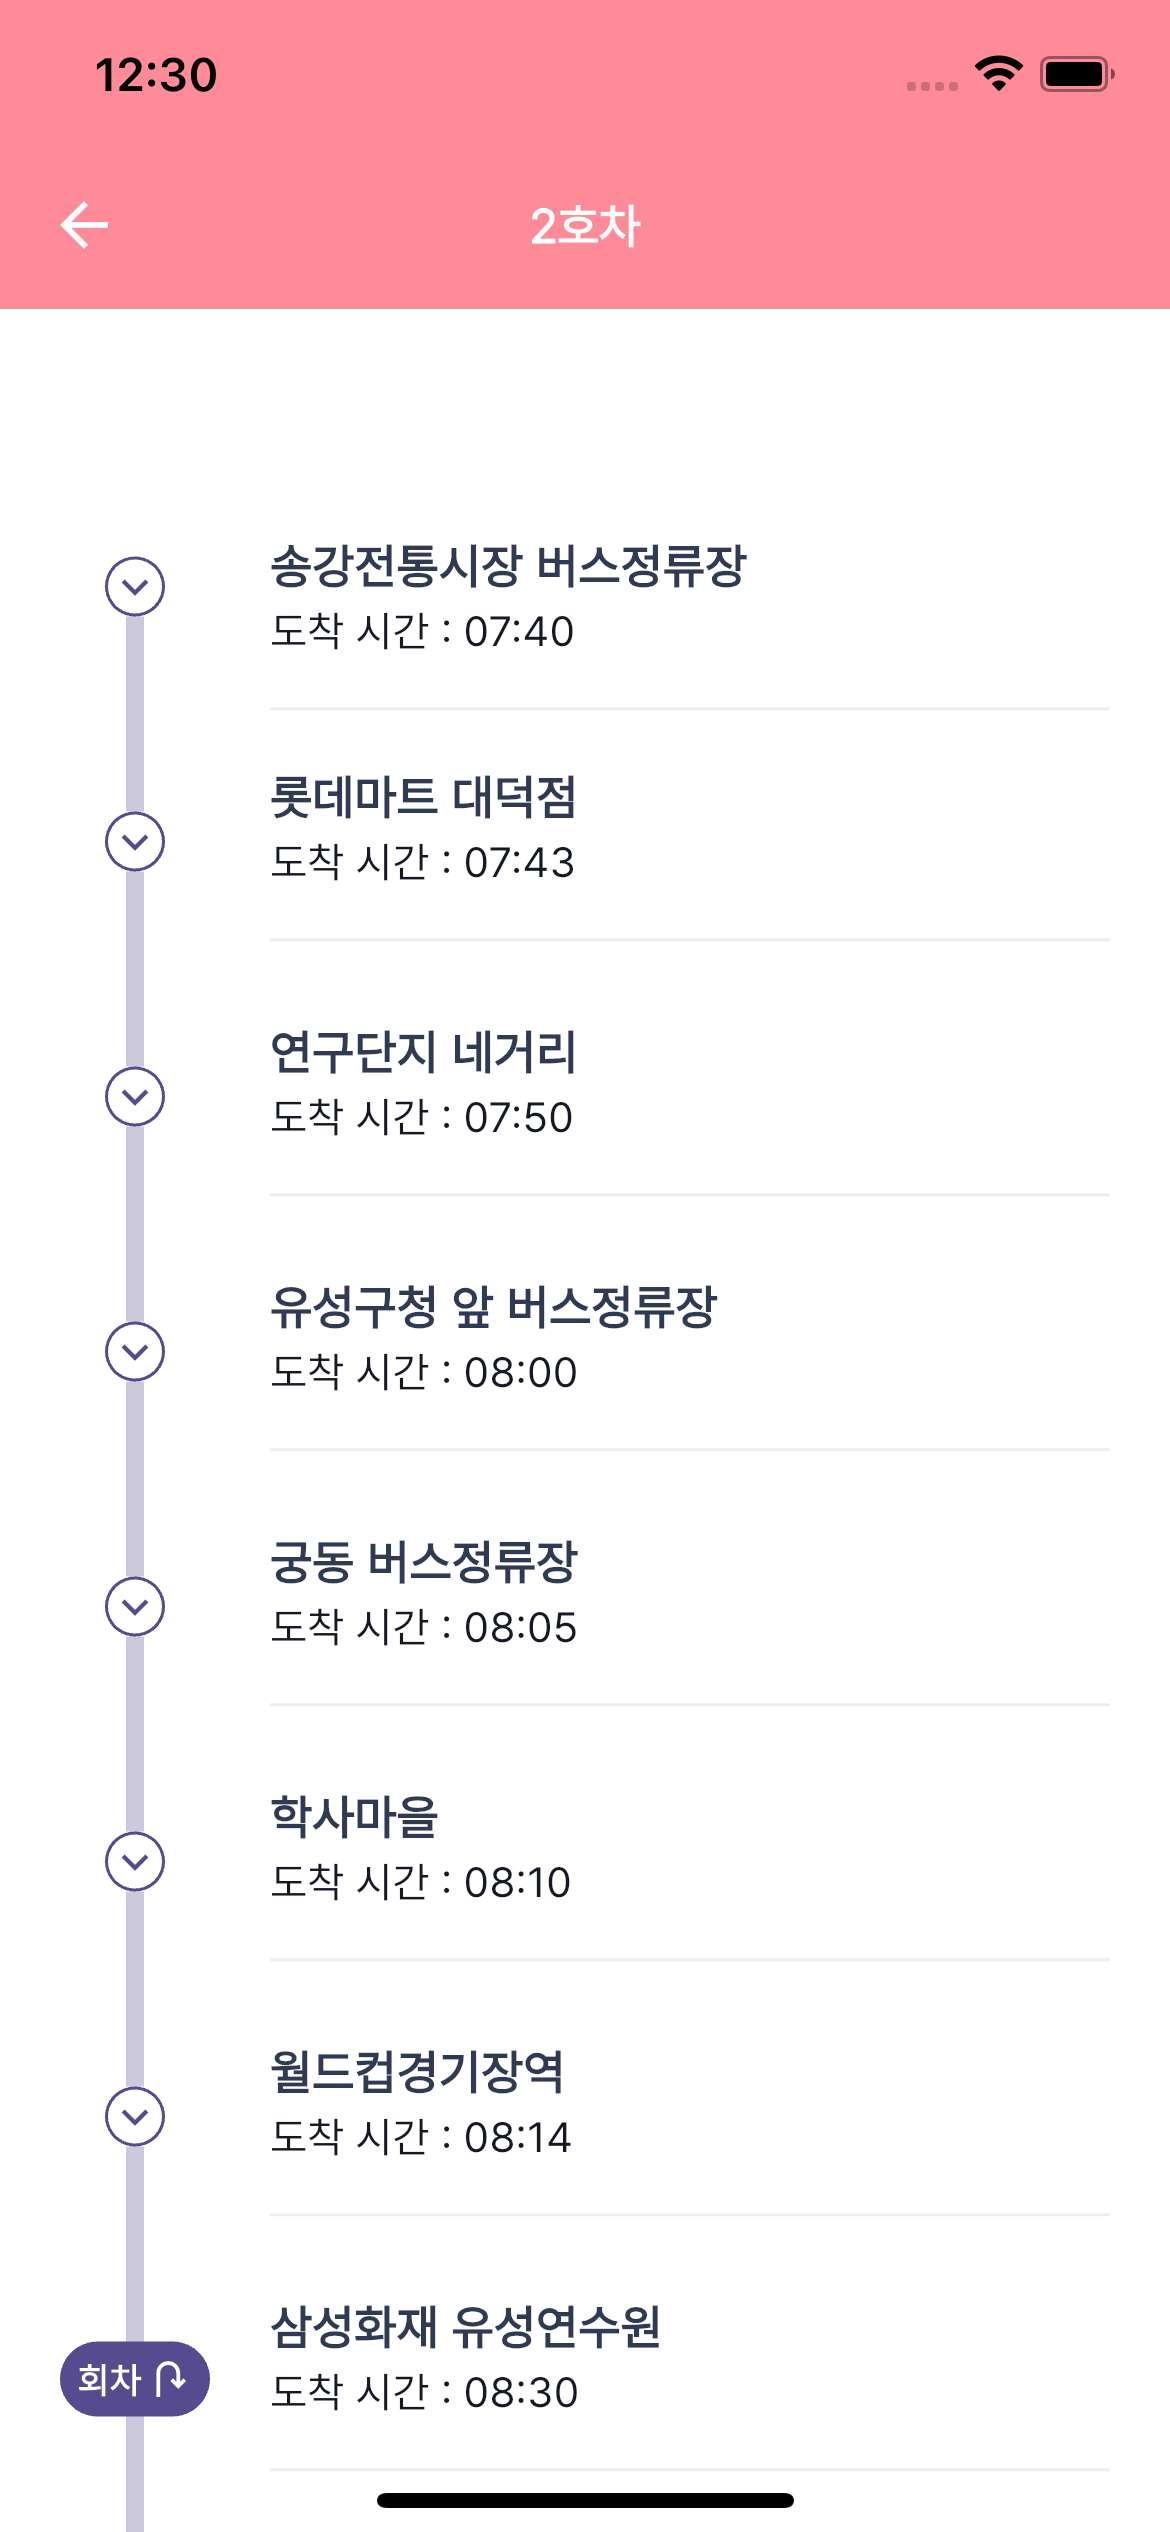 12:30
2호차
송강전통시장 버스정류장
도착 시간 : 07:40
롯데마트 대덕점
도착 시간 : 07:43
연구단지 네거리
도착 시간 : 07:50
유성구청 앞 버스정류장
도착 시간 : 08:00
궁동 버스정류장
도착 시간 : 08:05
학사마을
도착 시간 : 08:10
월드컵경기장역
도착 시간 : 08:14
삼성화재 유성연수원
회차
도착 시간 : 08:30